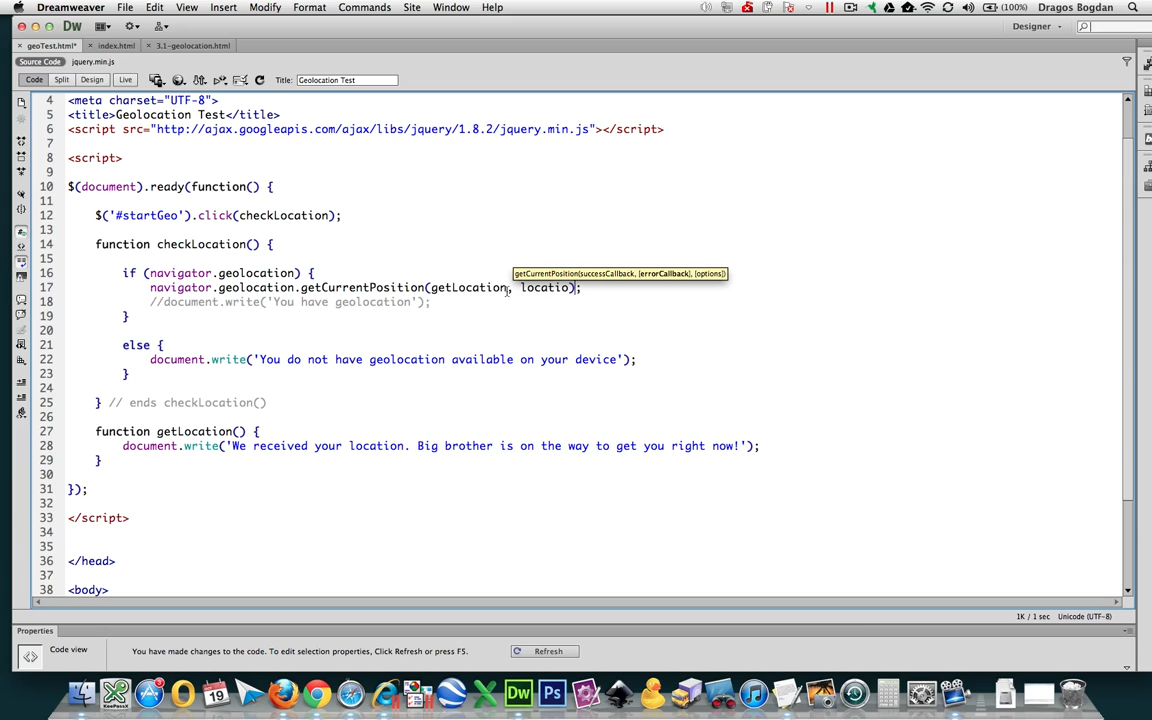 Dreamweaver File Edit View Insert Modify Format Commands Site Window Help (100%) Dragos Bogdan
Dw Designer
geoTest.html* index.html 3.1-geolocation.html
Source Code jquery.min.js
Code Split Design Live Title: Geolocation Test
4 <meta charset="UTF-8">
5 <title>Geolocation Test</title>
6 <script src="http://ajax.googleapis.com/ajax/libs/jquery/1.8.2/jquery.min.js"></script>
7
8 <script>
9
10 $(document).ready(function() {
11
12 $('#startGeo').click(checkLocation);
13
14 function checkLocation() {
15
16 if (navigator.geolocation) {
getCurrentPosition(successCallback, [errorCallback], [options])
17 navigator.geolocation.getCurrentPosition(getLocation, locatio);
18 //document.write('You have geolocation');
19 }
20
21 else {
22 document.write('You do not have geolocation available on your device');
23 }
24
25 } // ends checkLocation()
26
27 function getLocation() {
28 document.write('We received your location. Big brother is on the way to get you right now!');
29 }
30
31 });
32
33 </script>
34
35
36 </head>
37
38 <body>
1K / 1 sec Unicode (UTF-8)
Properties
Code view You have made changes to the code. To edit selection properties, Click Refresh or press F5. Refresh
KeePassX 3 19 Dw Ps